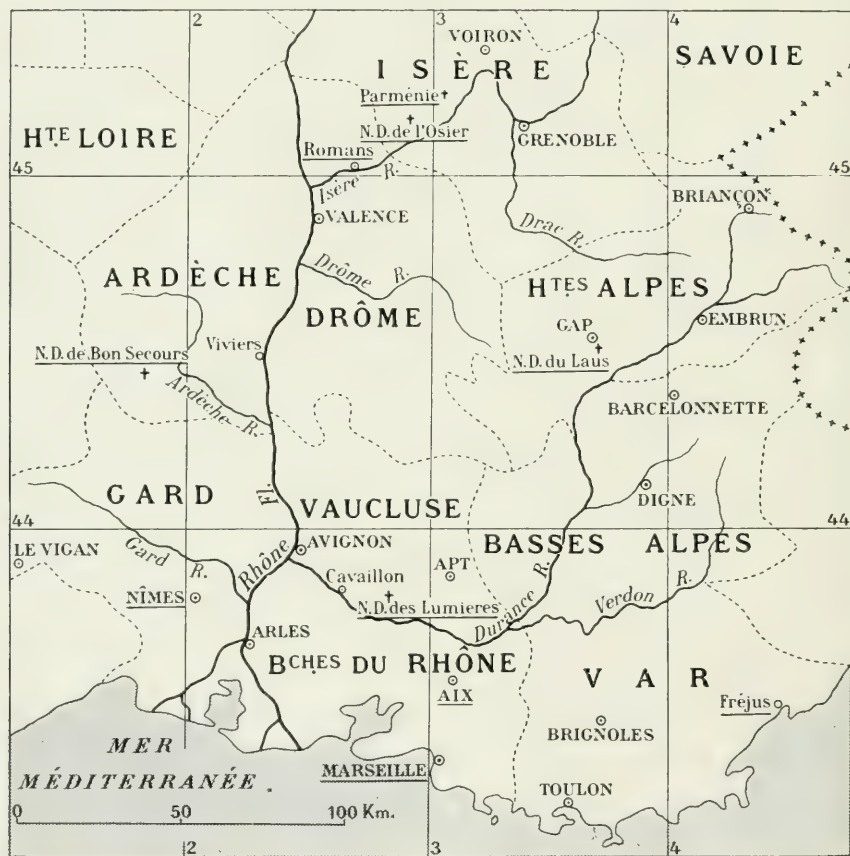 2
3
4
VOIRON
ISÈRE
SAVOIE
Parménie
N.D. de l'Osier
HTE LOIRE
GRENOBLE
Romans
45
45
Isère R.
BRIANÇON
VALENCE
Drac R.
ARDÈCHE
Drôme R.
HTES ALPES
DRÔME
EMBRUN
GAP
Viviers
N.D. de Bon Secours
N.D. du Laus
Ardèche R.
BARCELONNETTE
GARD
DIGNE
Fl.
VAUCLUSE
44
44
LE VIGAN
Gard R.
Rhône
AVIGNON
BASSES ALPES
APT
Cavaillon
NÎMES
N.D. des Lumieres
Durance R.
Verdon R.
ARLES
BCHES DU RHÔNE
VAR
AIX
Fréjus
BRIGNOLES
MER
MÉDITERRANÉE.
MARSEILLE
TOULON
0 50 100 Km.
2
3
4